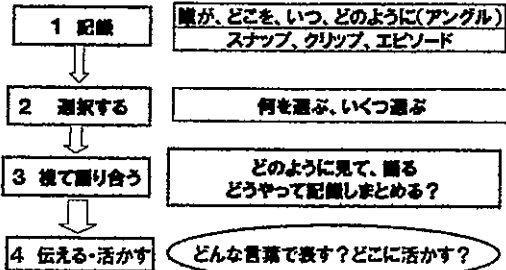 1 記録
誰が、どこを、いつ、どのように(アングル)
スナップ、クリップ、エピソード
2 選択する
何を選ぶ、いくつ選ぶ
3 視て語り合う
どのように見て、語る
どうやって記録しまとめる?
4 伝える・活かす
どんな言葉で表す?どこに活かす?